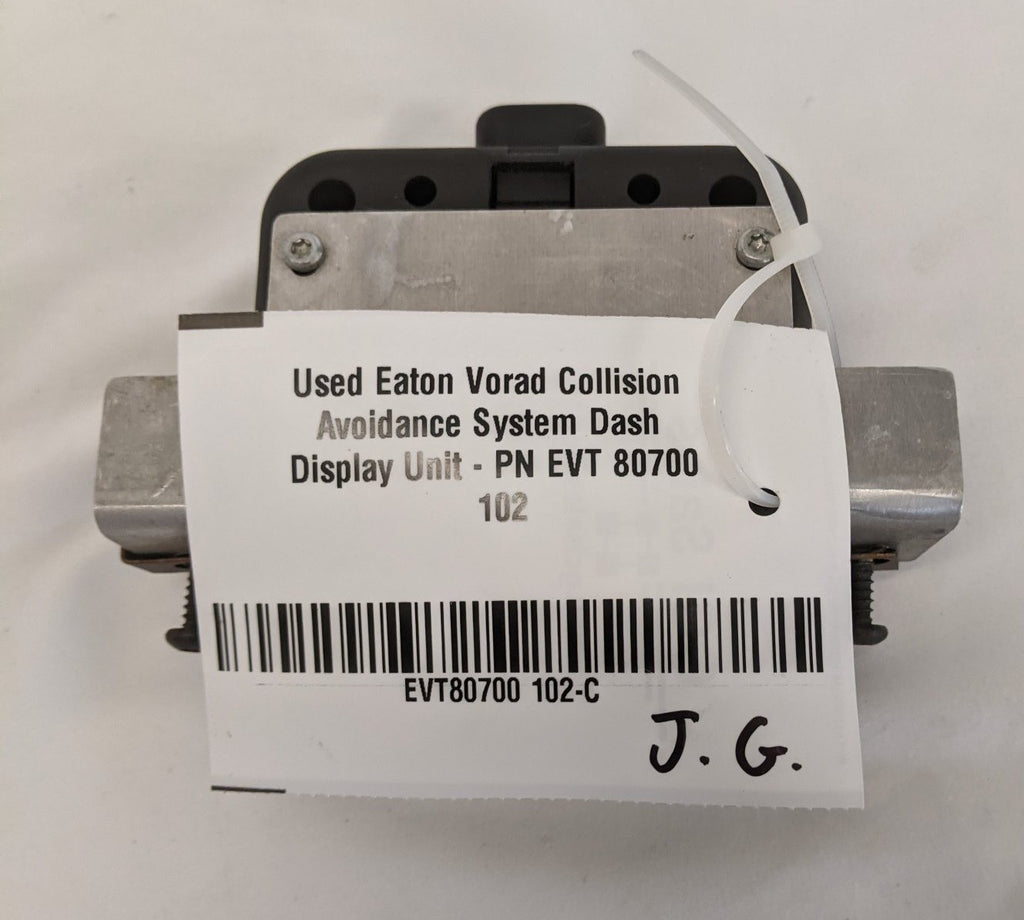 Used Eaton Vorad Collision
Avoidance System Dash
Display Unit - PN EVT 80700
102
EVT80700 102-C
J. G.